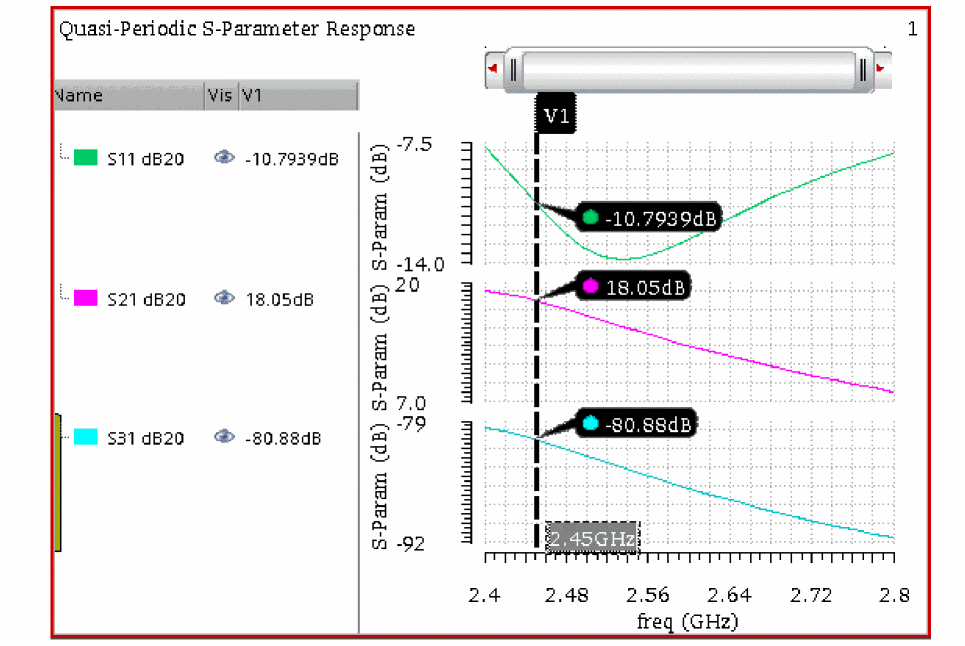 Quasi-Periodic S-Parameter Response 1
Name Vis V1
S11 dB20 -10.7939dB
S21 dB20 18.05dB
S31 dB20 -80.88dB
V1
S-Param (dB)
-7.5
-14.0
-10.7939dB
S-Param (dB)
20
7.0
18.05dB
S-Param (dB)
-79
-92
-80.88dB
2.45GHz
2.4 2.48 2.56 2.64 2.72 2.8
freq (GHz)